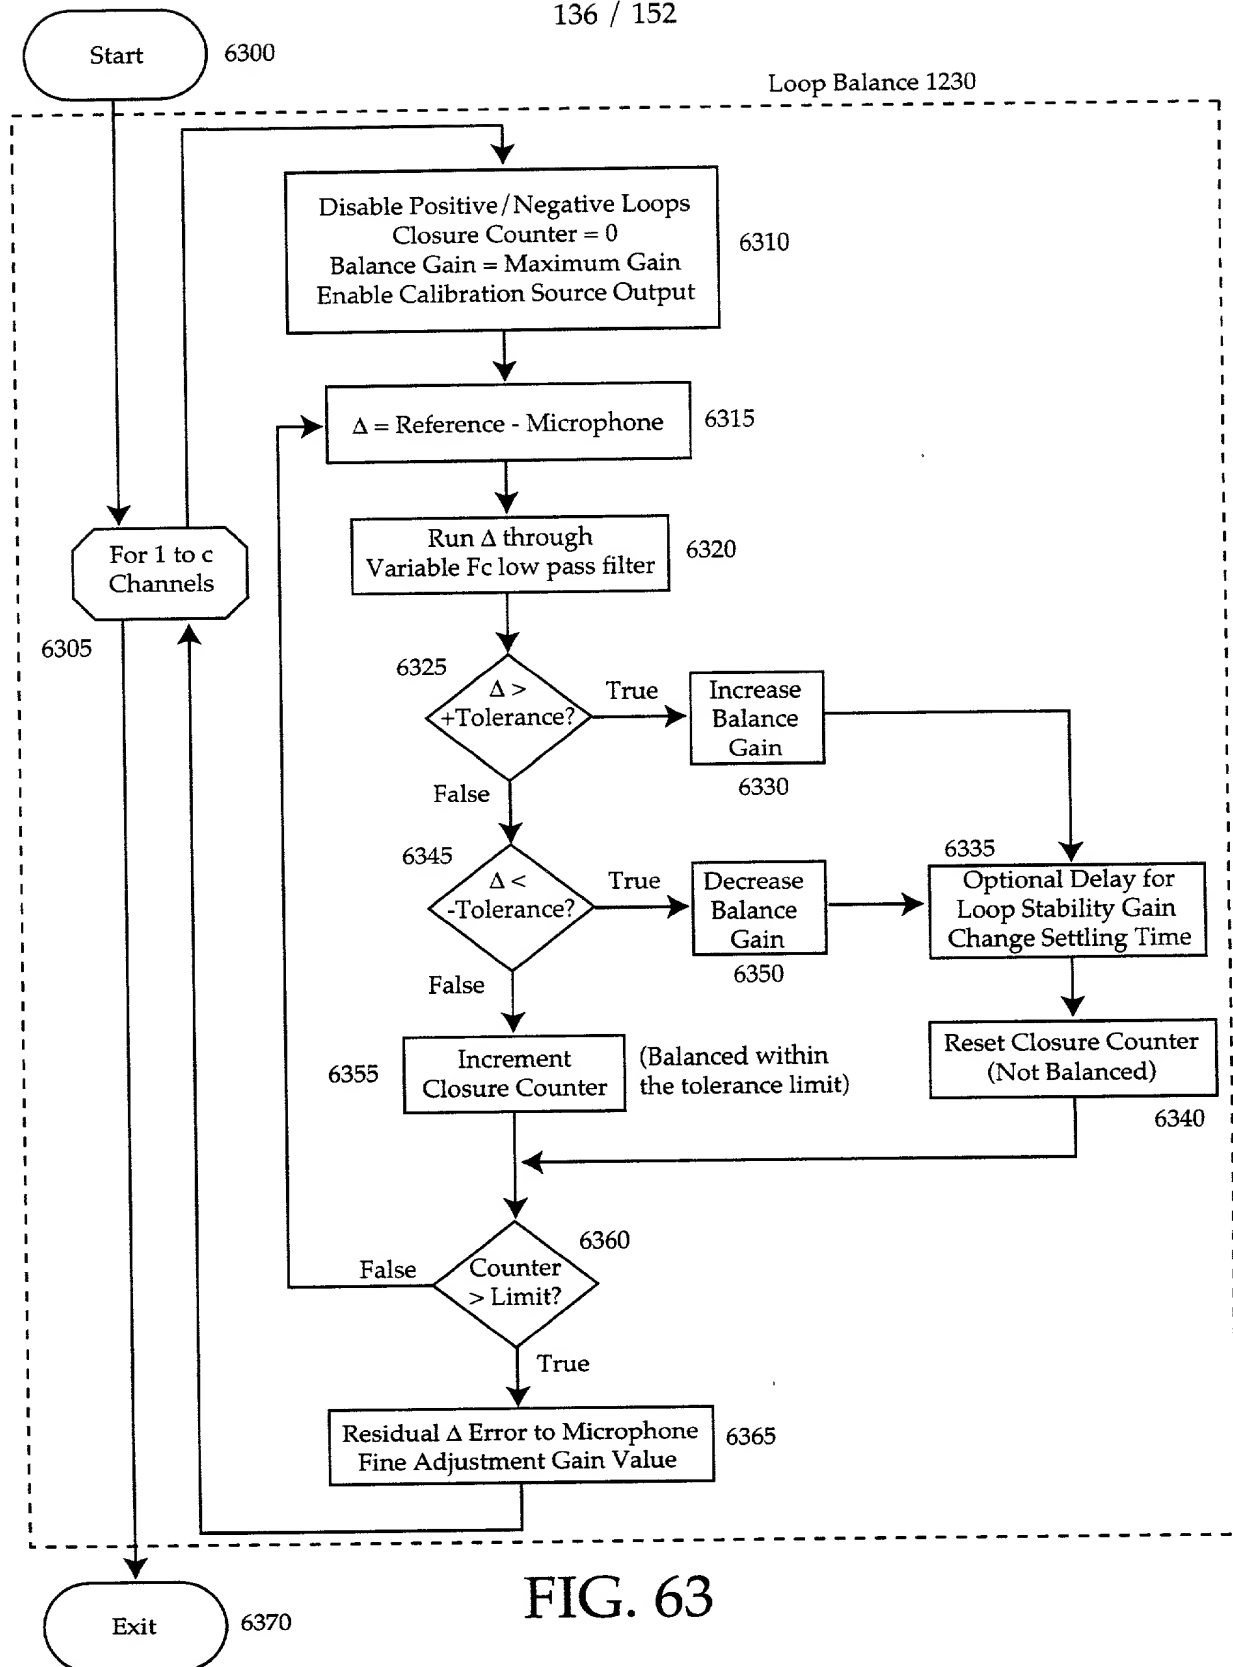 136 / 152
Start
6300
Loop Balance 1230
Disable Positive/Negative Loops
Closure Counter = 0
Balance Gain = Maximum Gain
Enable Calibration Source Output
6310
Δ = Reference - Microphone
6315
For 1 to c
Channels
6305
Run Δ through
Variable Fc low pass filter
6320
6325
Δ >
+Tolerance?
True
Increase
Balance
Gain
6330
False
6345
Δ <
-Tolerance?
True
Decrease
Balance
Gain
6350
6335
Optional Delay for
Loop Stability Gain
Change Settling Time
False
6355
Increment
Closure Counter
(Balanced within
the tolerance limit)
Reset Closure Counter
(Not Balanced)
6340
6360
Counter
> Limit?
False
True
Residual Δ Error to Microphone
Fine Adjustment Gain Value
6365
FIG. 63
Exit
6370